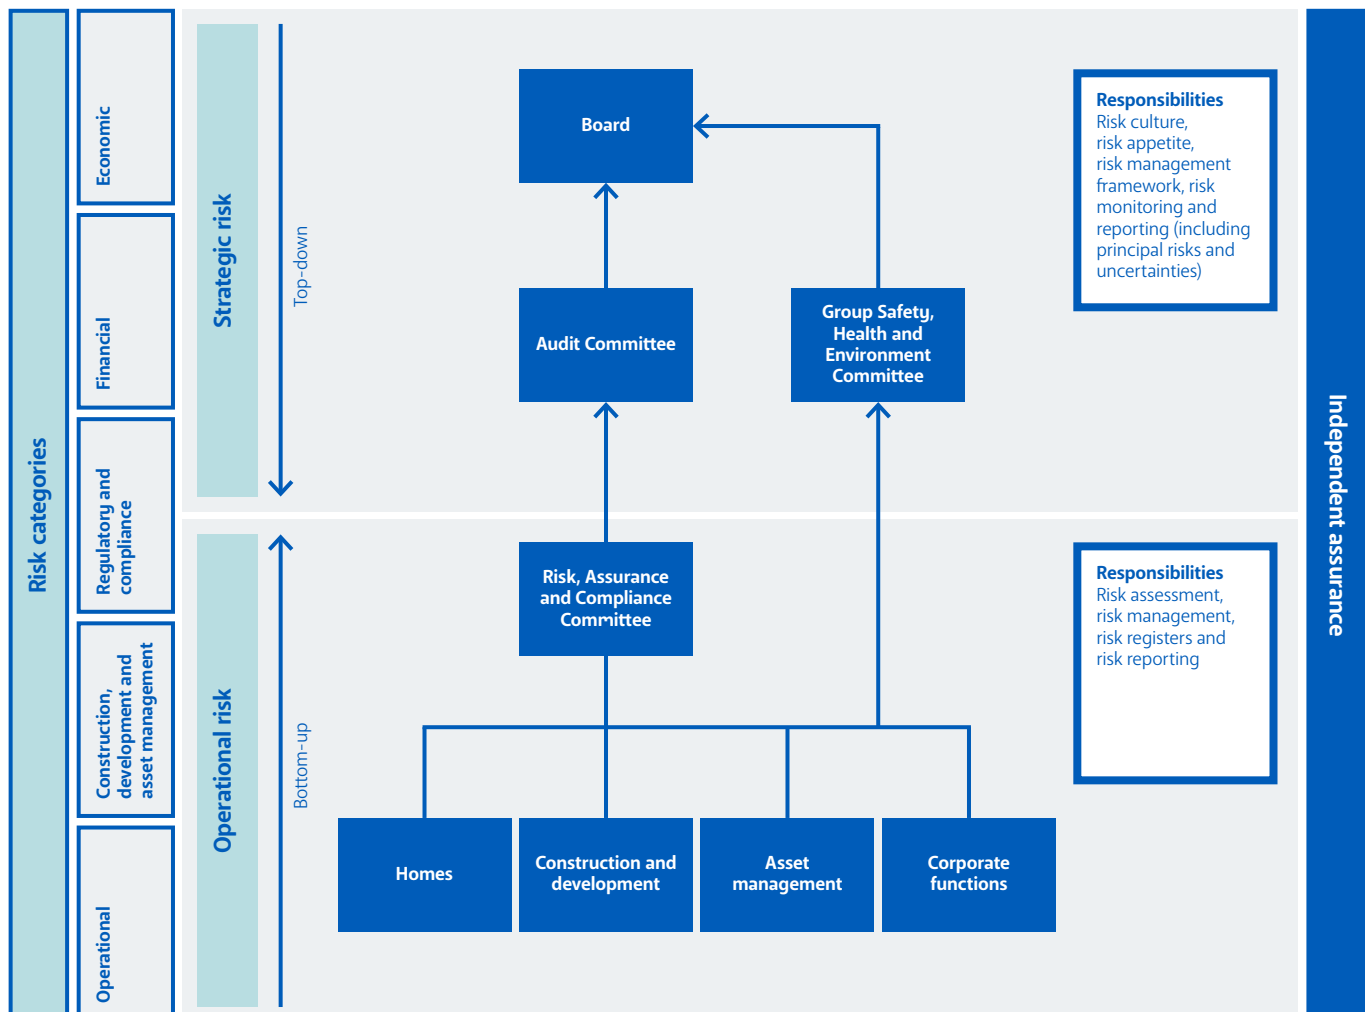 Risk categories
Economic
Financial
Regulatory and
compliance
Construction,
development and
asset management
Operational
Strategic risk
Top-down
Board
Audit Committee
Group Safety,
Health and
Environment
Committee
Responsibilities
Risk culture,
risk appetite,
risk management
framework, risk
monitoring and
reporting (including
principal risks and
uncertainties)
Operational risk
Bottom-up
Risk, Assurance
and Compliance
Committee
Homes
Construction and
development
Asset
management
Corporate
functions
Responsibilities
Risk assessment,
risk management,
risk registers and
risk reporting
Independent assurance